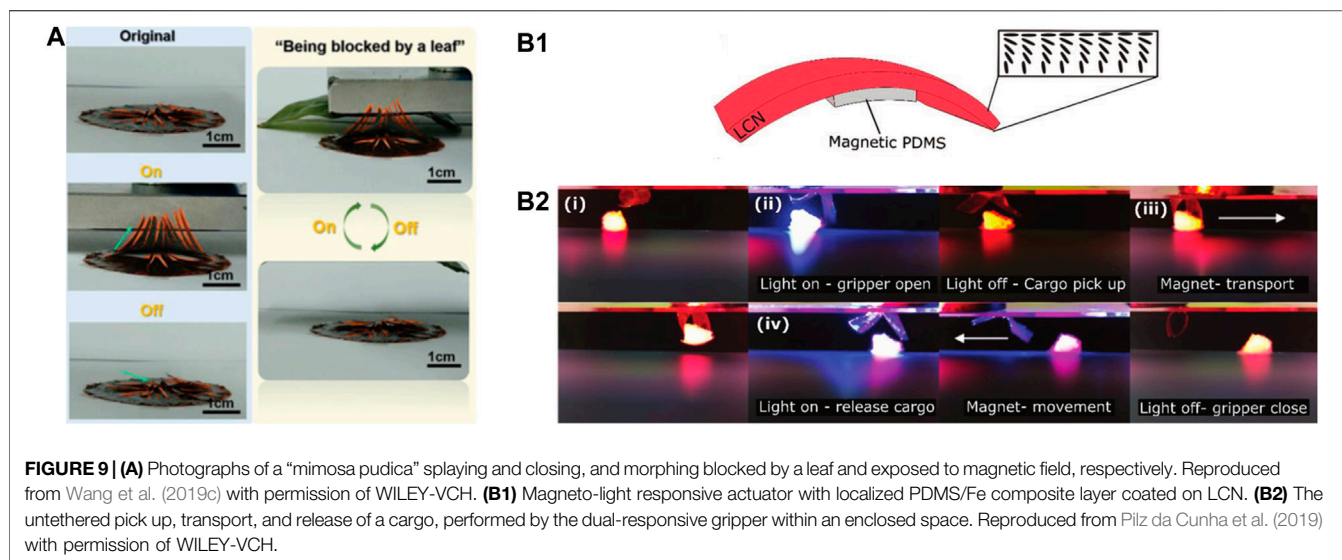 A
Original
"Being blocked by a leaf"
1cm
On
1cm
Off
1cm
1cm
On Off
1cm
B1
LCN
Magnetic PDMS
B2
(i) (ii) (iii)
Light on - gripper open Light off - Cargo pick up Magnet- transport
(iv)
Light on - release cargo Magnet- movement Light off- gripper close
FIGURE 9 | (A) Photographs of a “mimosa pudica” splaying and closing, and morphing blocked by a leaf and exposed to magnetic field, respectively. Reproduced
from Wang et al. (2019c) with permission of WILEY-VCH. (B1) Magneto-light responsive actuator with localized PDMS/Fe composite layer coated on LCN. (B2) The
untethered pick up, transport, and release of a cargo, performed by the dual-responsive gripper within an enclosed space. Reproduced from Pilz da Cunha et al. (2019)
with permission of WILEY-VCH.